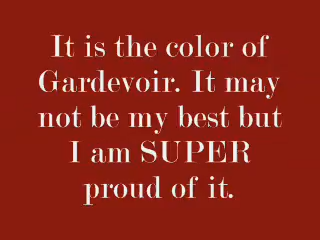 It is the color of
Gardevoir. It may
not be my best but
I am SUPER
proud of it.